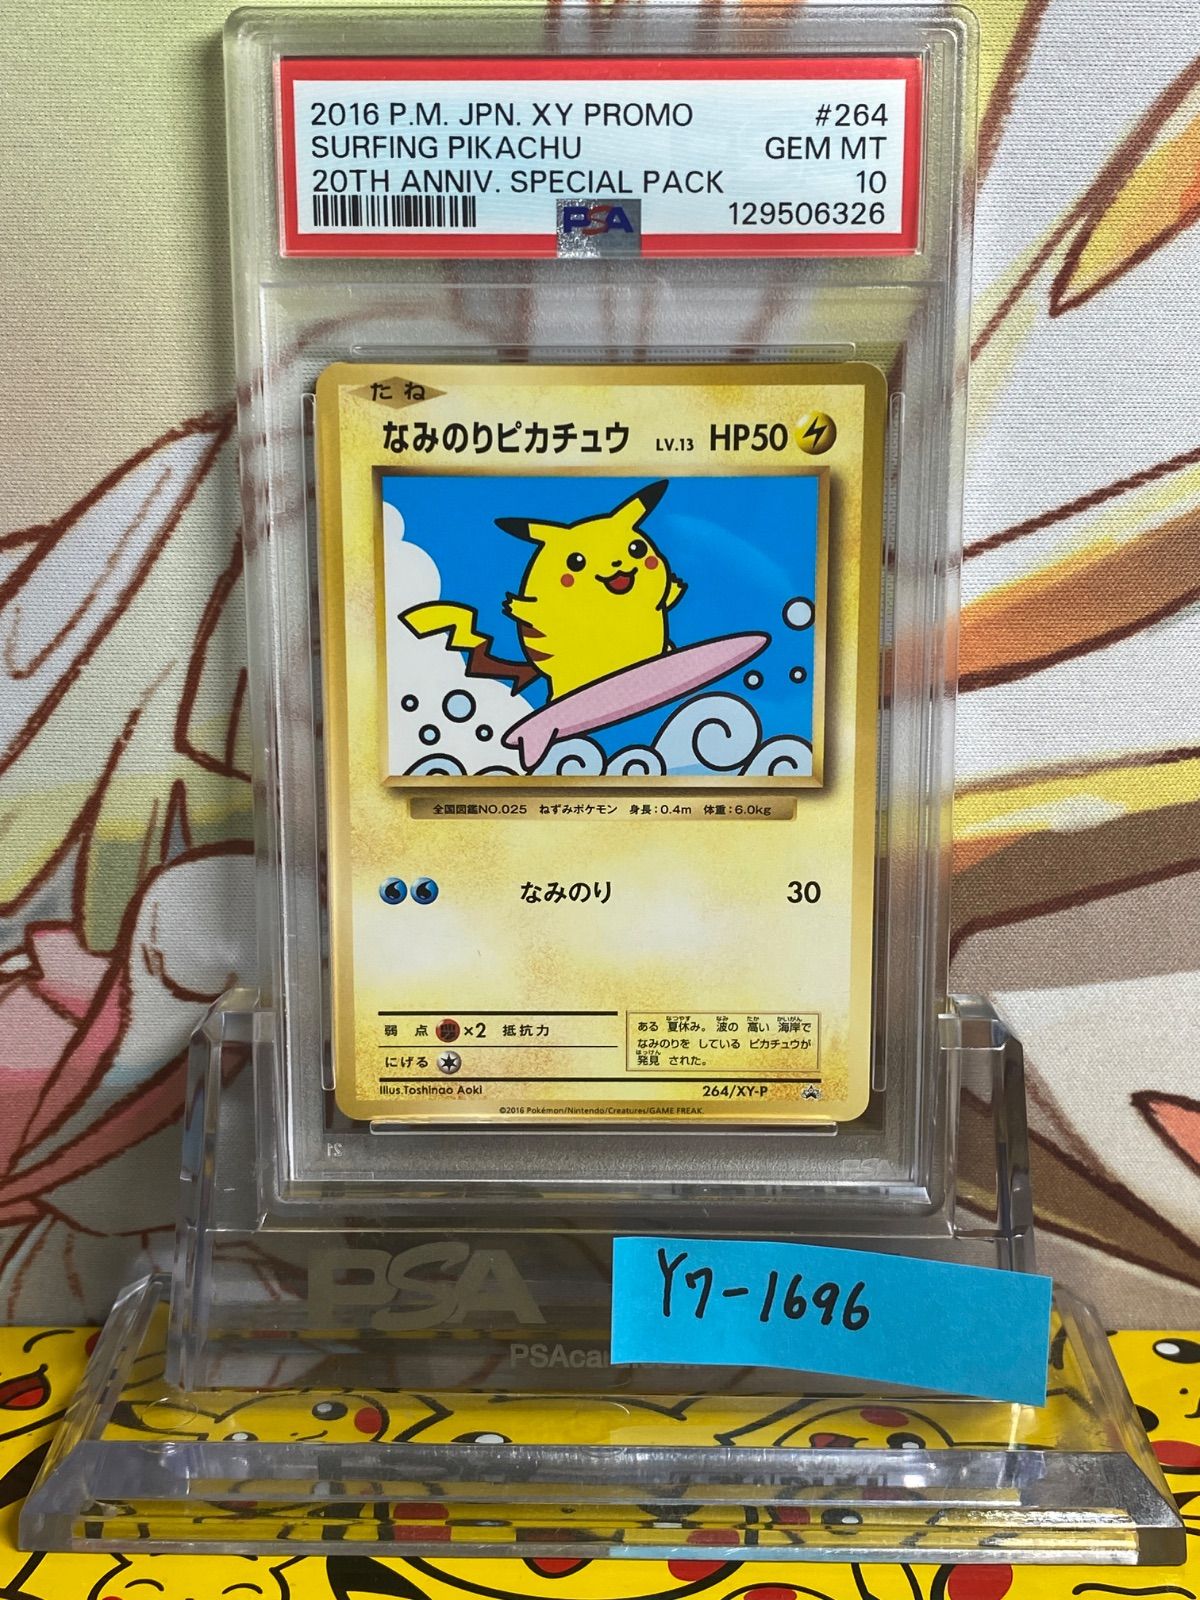 2016 P.M. JPN. XY PROMO #264
SURFING PIKACHU GEM MT
20TH ANNIV. SPECIAL PACK 10
PSA 129506326
たね
なみのりピカチュウ LV.13 HP50
全国図鑑NO.025 ねずみポケモン 身長:0.4m 体重:6.0kg
なみのり 30
弱点 ×2 抵抗力
にげる
ある 夏休み。波の 高い 海岸で
なみのりを している ピカチュウが
発見 された。
Illus.Toshinao Aoki 264/XY-P
©2016 Pokémon/Nintendo/Creatures/GAME FREAK.
PSA
Y7-1696